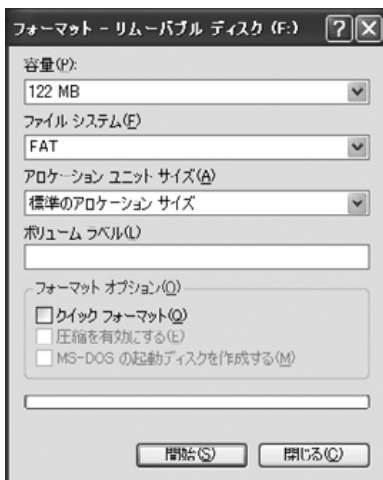 フォーマット - リムーバブル ディスク (F:)
容量(P):
122 MB
ファイル システム(F)
FAT
アロケーション ユニット サイズ(A)
標準のアロケーション サイズ
ボリューム ラベル(L)
フォーマット オプション(O)
クイック フォーマット(Q)
圧縮を有効にする(E)
MS-DOS の起動ディスクを作成する(M)
開始(S) 閉じる(C)